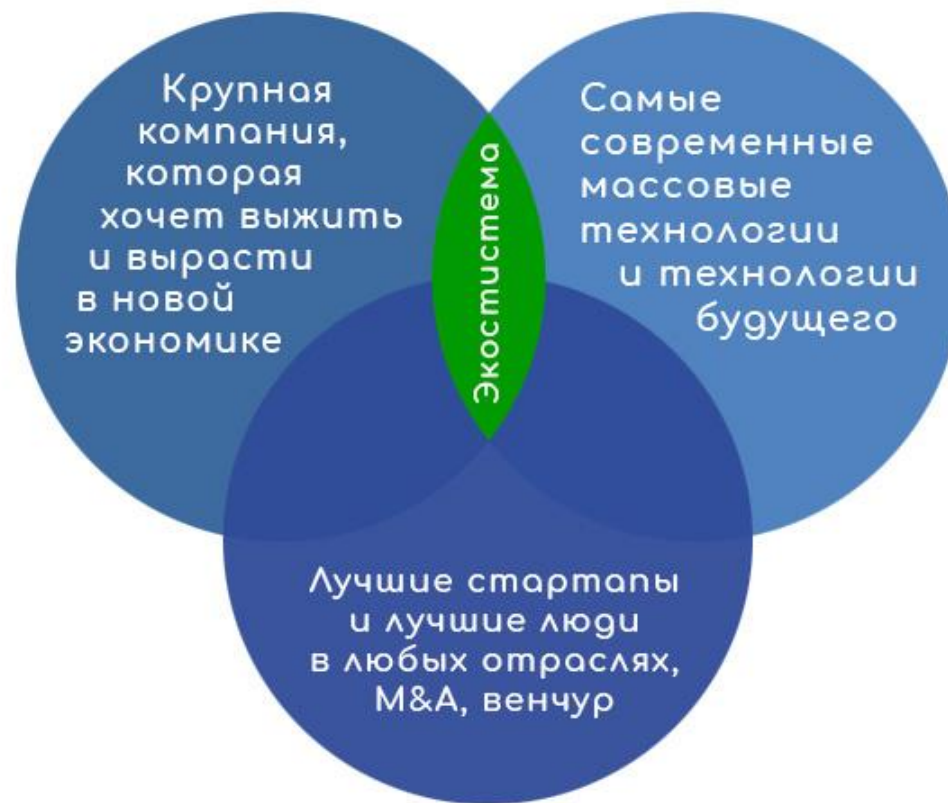 Крупная
компания,
которая
хочет выжить
и вырасти
в новой
экономике
Экостистема
Самые
современные
массовые
технологии
и технологии
будущего
Лучшие стартапы
и лучшие люди
в любых отраслях,
M&A, венчур